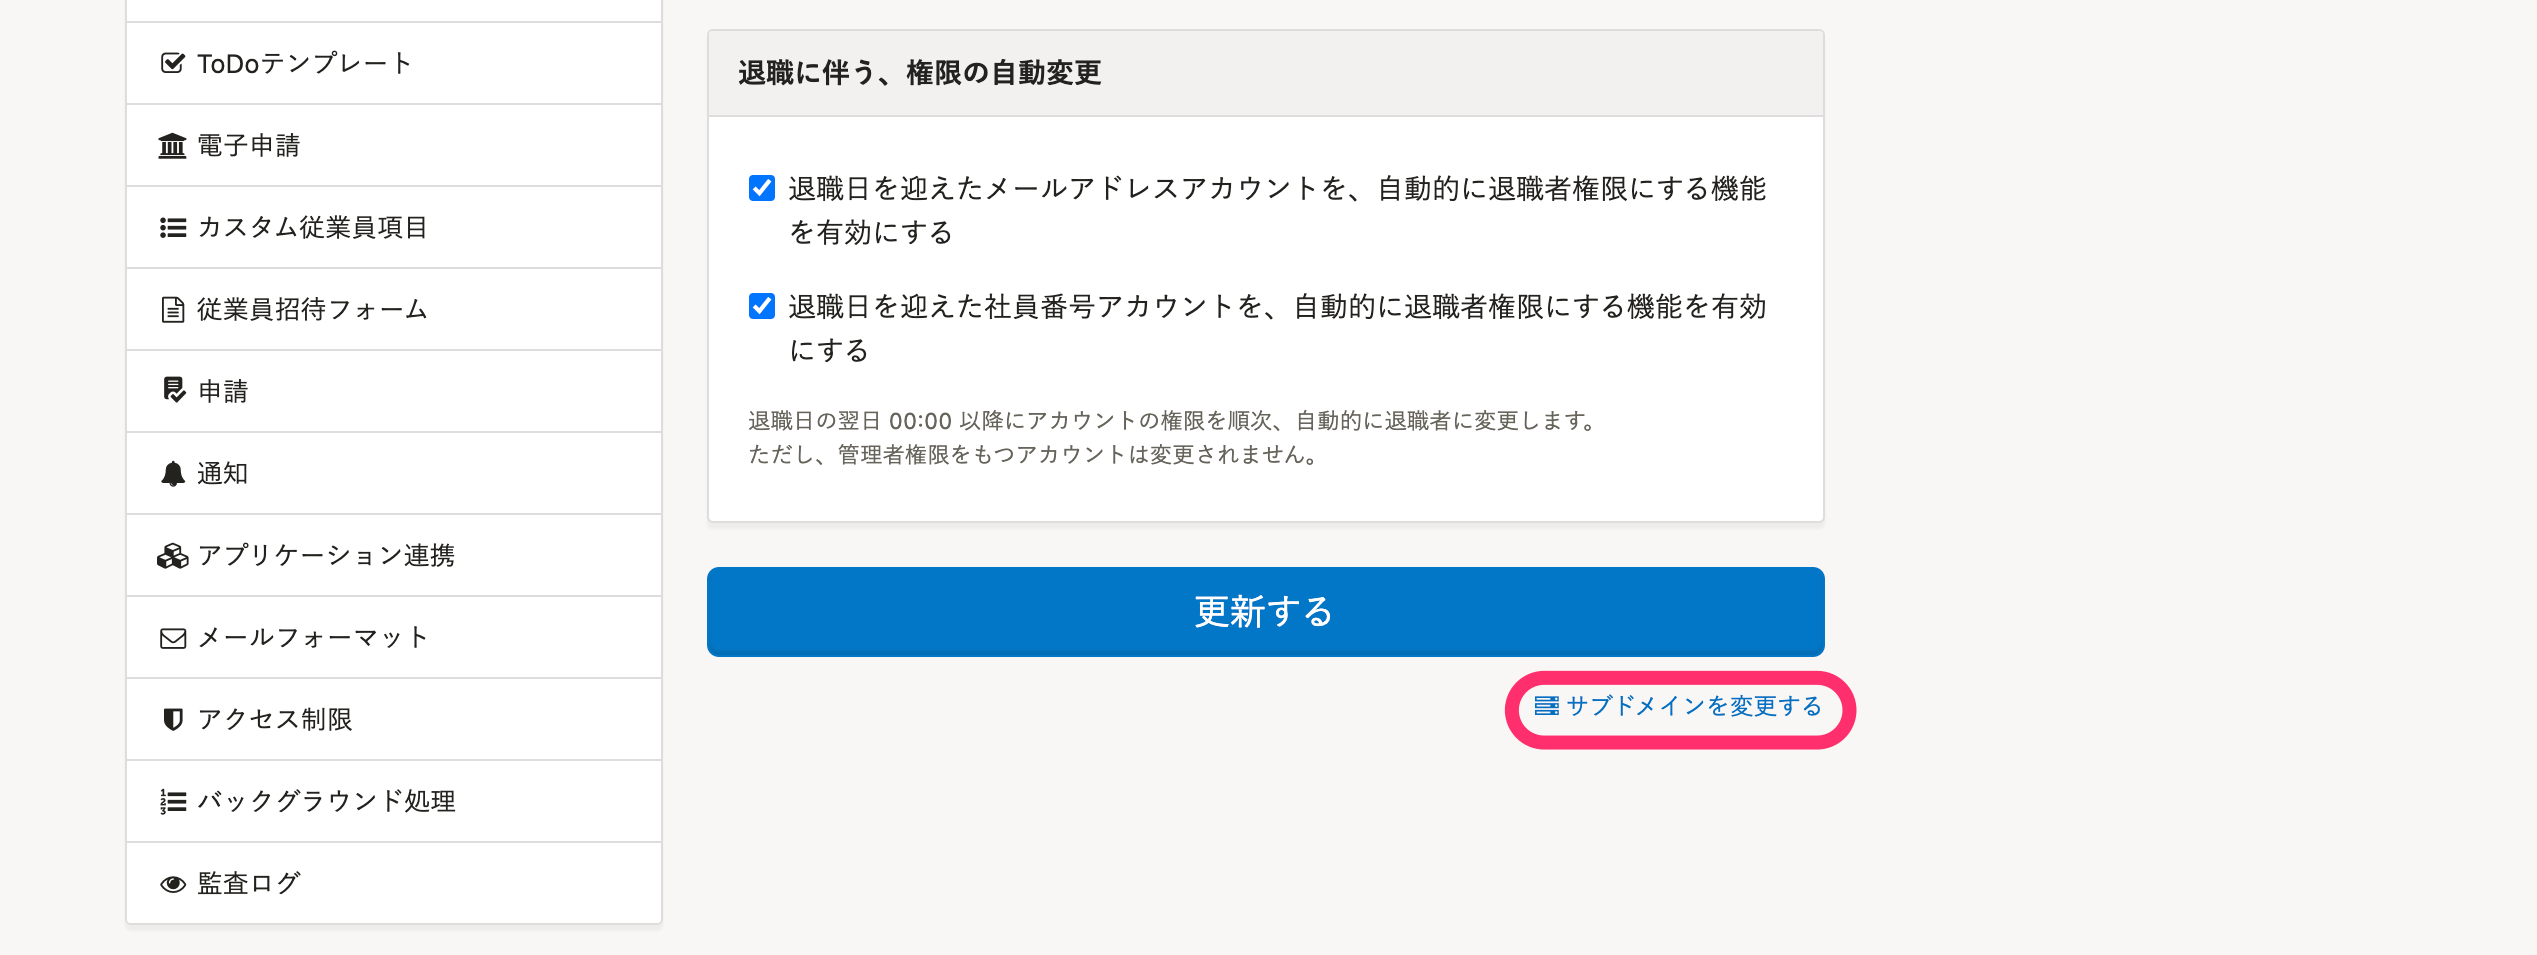 ToDoテンプレート
電子申請
カスタム従業員項目
従業員招待フォーム
申請
通知
アプリケーション連携
メールフォーマット
アクセス制限
バックグラウンド処理
監査ログ
退職に伴う、権限の自動変更
退職日を迎えたメールアドレスアカウントを、自動的に退職者権限にする機能
を有効にする
退職日を迎えた社員番号アカウントを、自動的に退職者権限にする機能を有効
にする
退職日の翌日 00:00 以降にアカウントの権限を順次、自動的に退職者に変更します。
ただし、管理者権限をもつアカウントは変更されません。
更新する
サブドメインを変更する